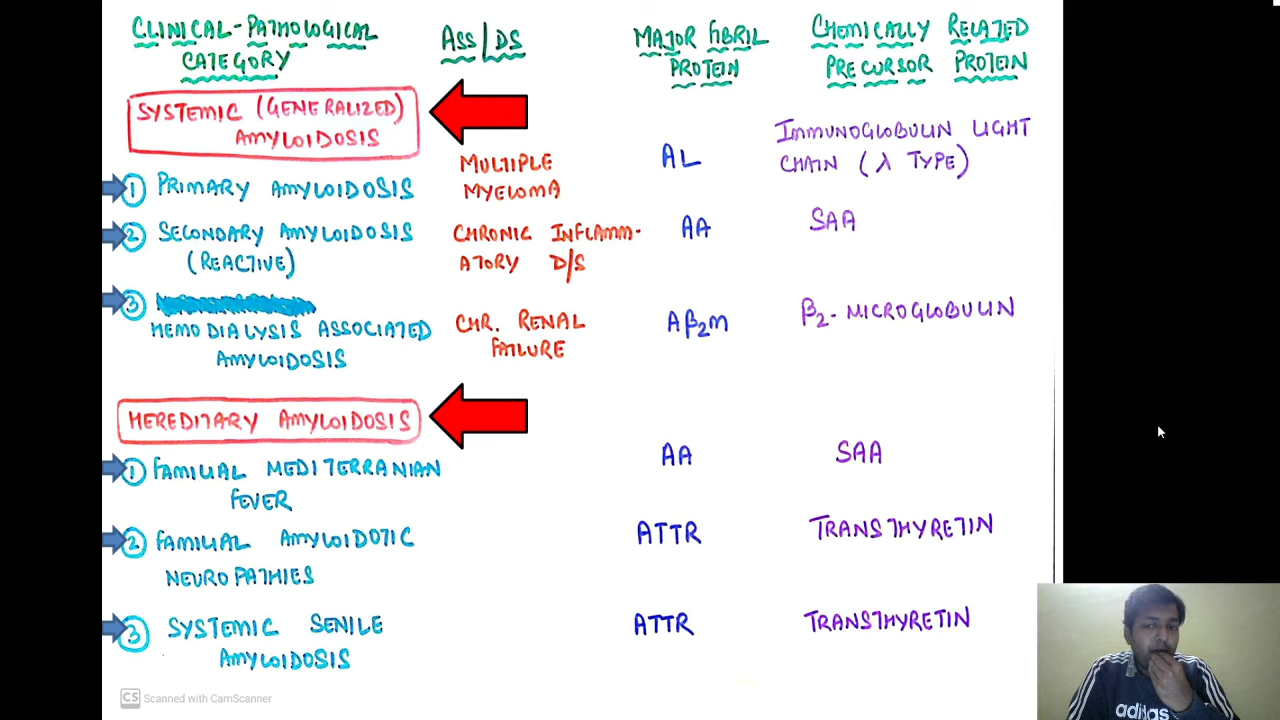 CLINICAL-PATHOLOGICAL CATEGORY
ASS/DS
MAJOR FIBRIL PROTEIN
CHEMICALLY RELATED PRECURSOR PROTEIN
SYSTEMIC (GENERALIZED) AMYLOIDOSIS
① PRIMARY AMYLOIDOSIS
MULTIPLE MYELOMA
AL
IMMUNOGLOBULIN LIGHT CHAIN (λ TYPE)
② SECONDARY AMYLOIDOSIS (REACTIVE)
CHRONIC INFLAMM-
ATORY D/S
AA
SAA
③
HEMODIALYSIS ASSOCIATED AMYLOIDOSIS
CHR. RENAL FAILURE
Aβ2m
β2-MICROGLOBULIN
HEREDITARY AMYLOIDOSIS
① FAMILIAL MEDITERRANIAN FEVER
AA
SAA
② FAMILIAL AMYLOIDOTIC NEUROPATHIES
ATTR
TRANSTHYRETIN
③ SYSTEMIC SENILE AMYLOIDOSIS
ATTR
TRANSTHYRETIN
CS Scanned with CamScanner
adidas